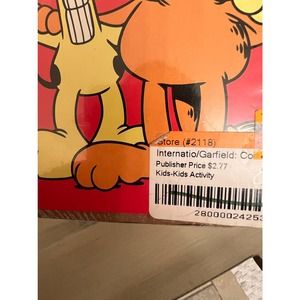 Store (#2118)
Internatio/Garfield: Co
Publisher Price $2.77
Kids-Kids Activity
28000024253